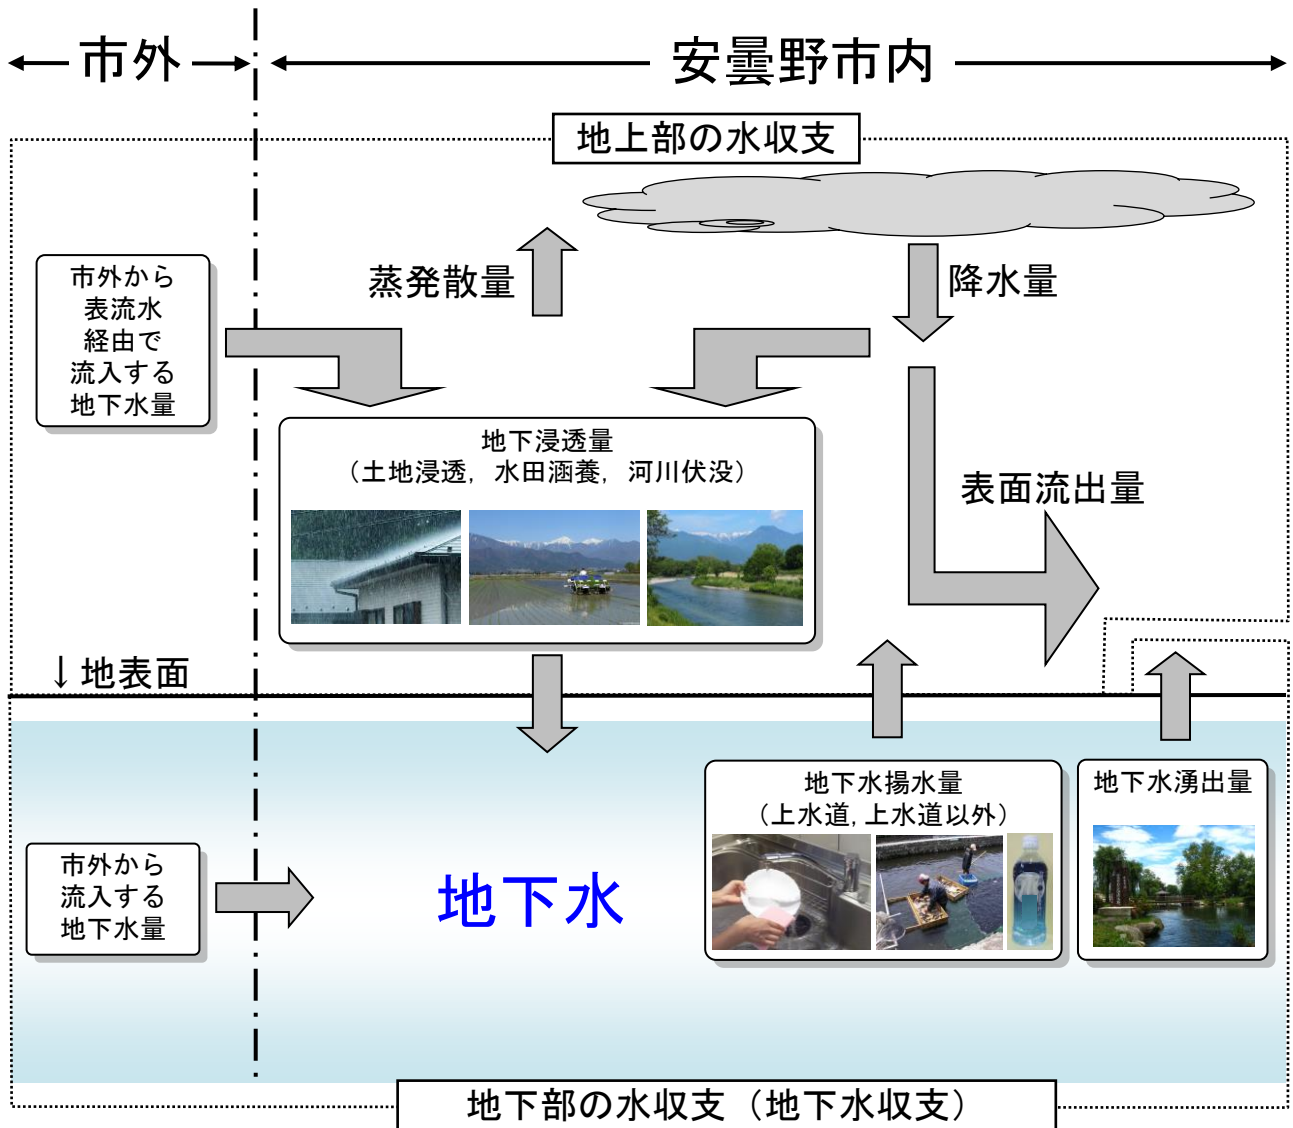 市外
安曇野市内
地上部の水収支
蒸発散量
降水量
市外から
表流水
経由で
流入する
地下水量
地下浸透量
（土地浸透，水田涵養，河川伏没）
表面流出量
↓地表面
地下水揚水量
（上水道，上水道以外）
地下水湧出量
市外から
流入する
地下水量
地下水
地下部の水収支（地下水収支）